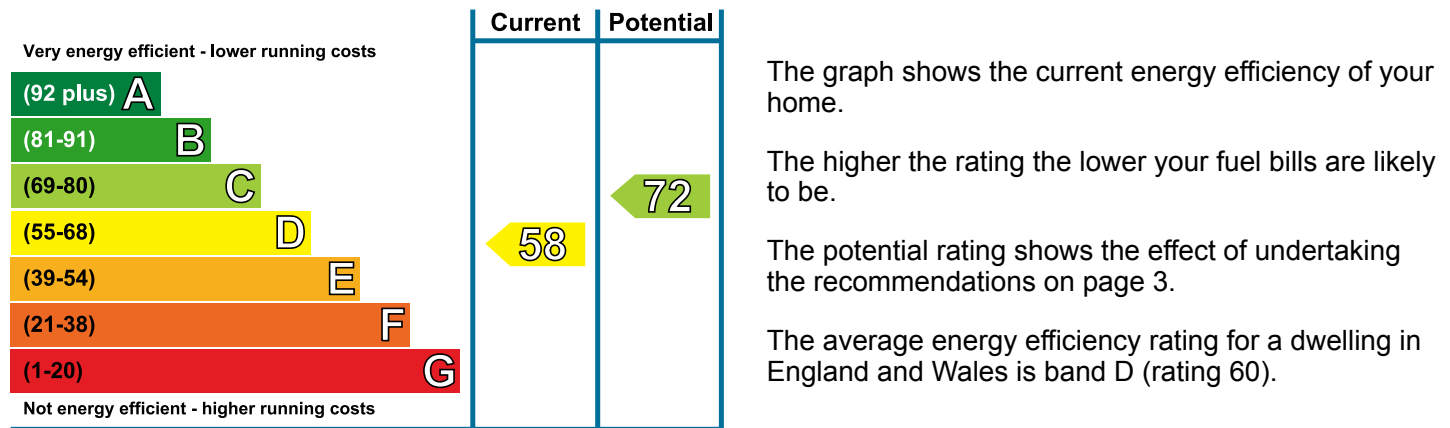 Current Potential
Very energy efficient - lower running costs
(92 plus) A
(81-91) B
(69-80) C
(55-68) D
(39-54) E
(21-38) F
(1-20) G
Not energy efficient - higher running costs
58
72
The graph shows the current energy efficiency of your
home.
The higher the rating the lower your fuel bills are likely
to be.
The potential rating shows the effect of undertaking
the recommendations on page 3.
The average energy efficiency rating for a dwelling in
England and Wales is band D (rating 60).